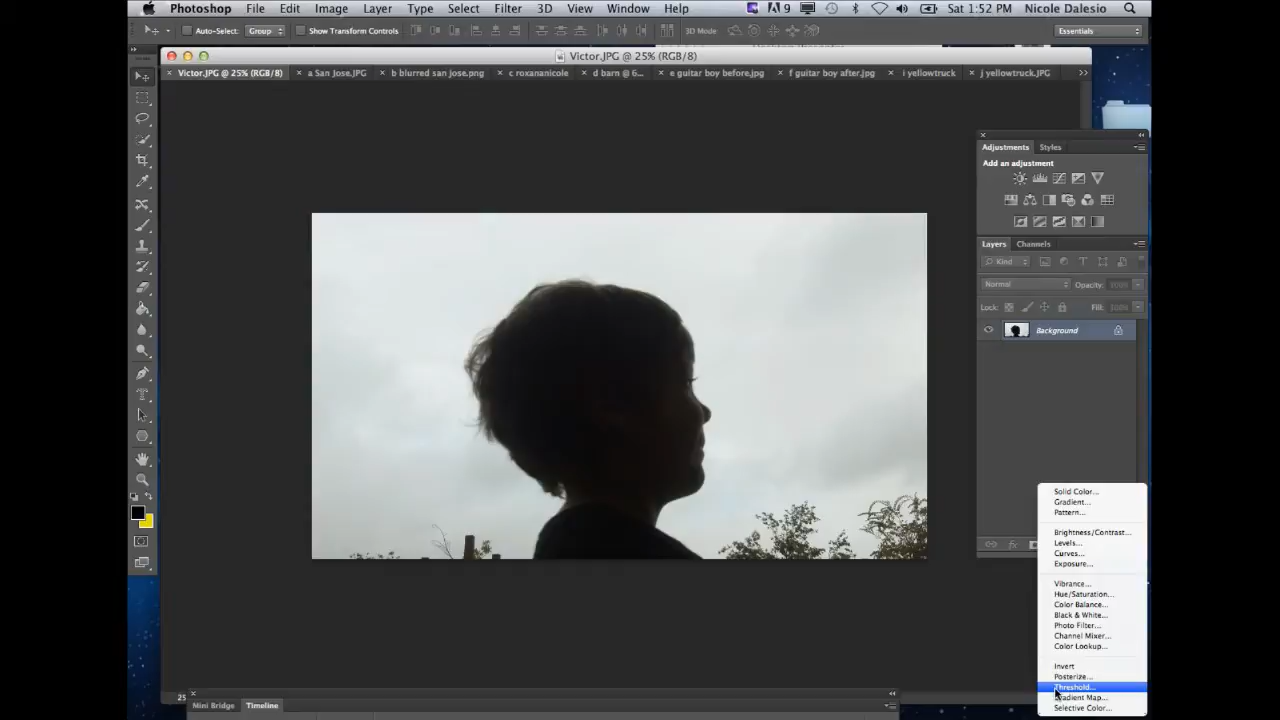 Photoshop File Edit Image Layer Type Select Filter 3D View Window Help 9 Sat 1:52 PM Nicole Dalesio
Auto-Select: Group Show Transform Controls 3D Mode: Essentials
Victor.JPG @ 25% (RGB/8)
Victor.JPG @ 25% (RGB/8) a San Jose.JPG b blurred san jose.png c roxananicole d barn @ 6... e guitar boy before.jpg f guitar boy after.jpg i yellowtruck j yellowtruck.JPG
Adjustments Styles
Add an adjustment
Layers Channels
Kind
Normal Opacity: 100%
Lock: Fill: 100%
Background
fx
Solid Color...
Gradient...
Pattern...
Brightness/Contrast...
Levels...
Curves...
Exposure...
Vibrance...
Hue/Saturation...
Color Balance...
Black & White...
Photo Filter...
Channel Mixer...
Color Lookup...
Invert
Posterize...
Threshold...
Gradient Map...
Selective Color...
25
Mini Bridge Timeline